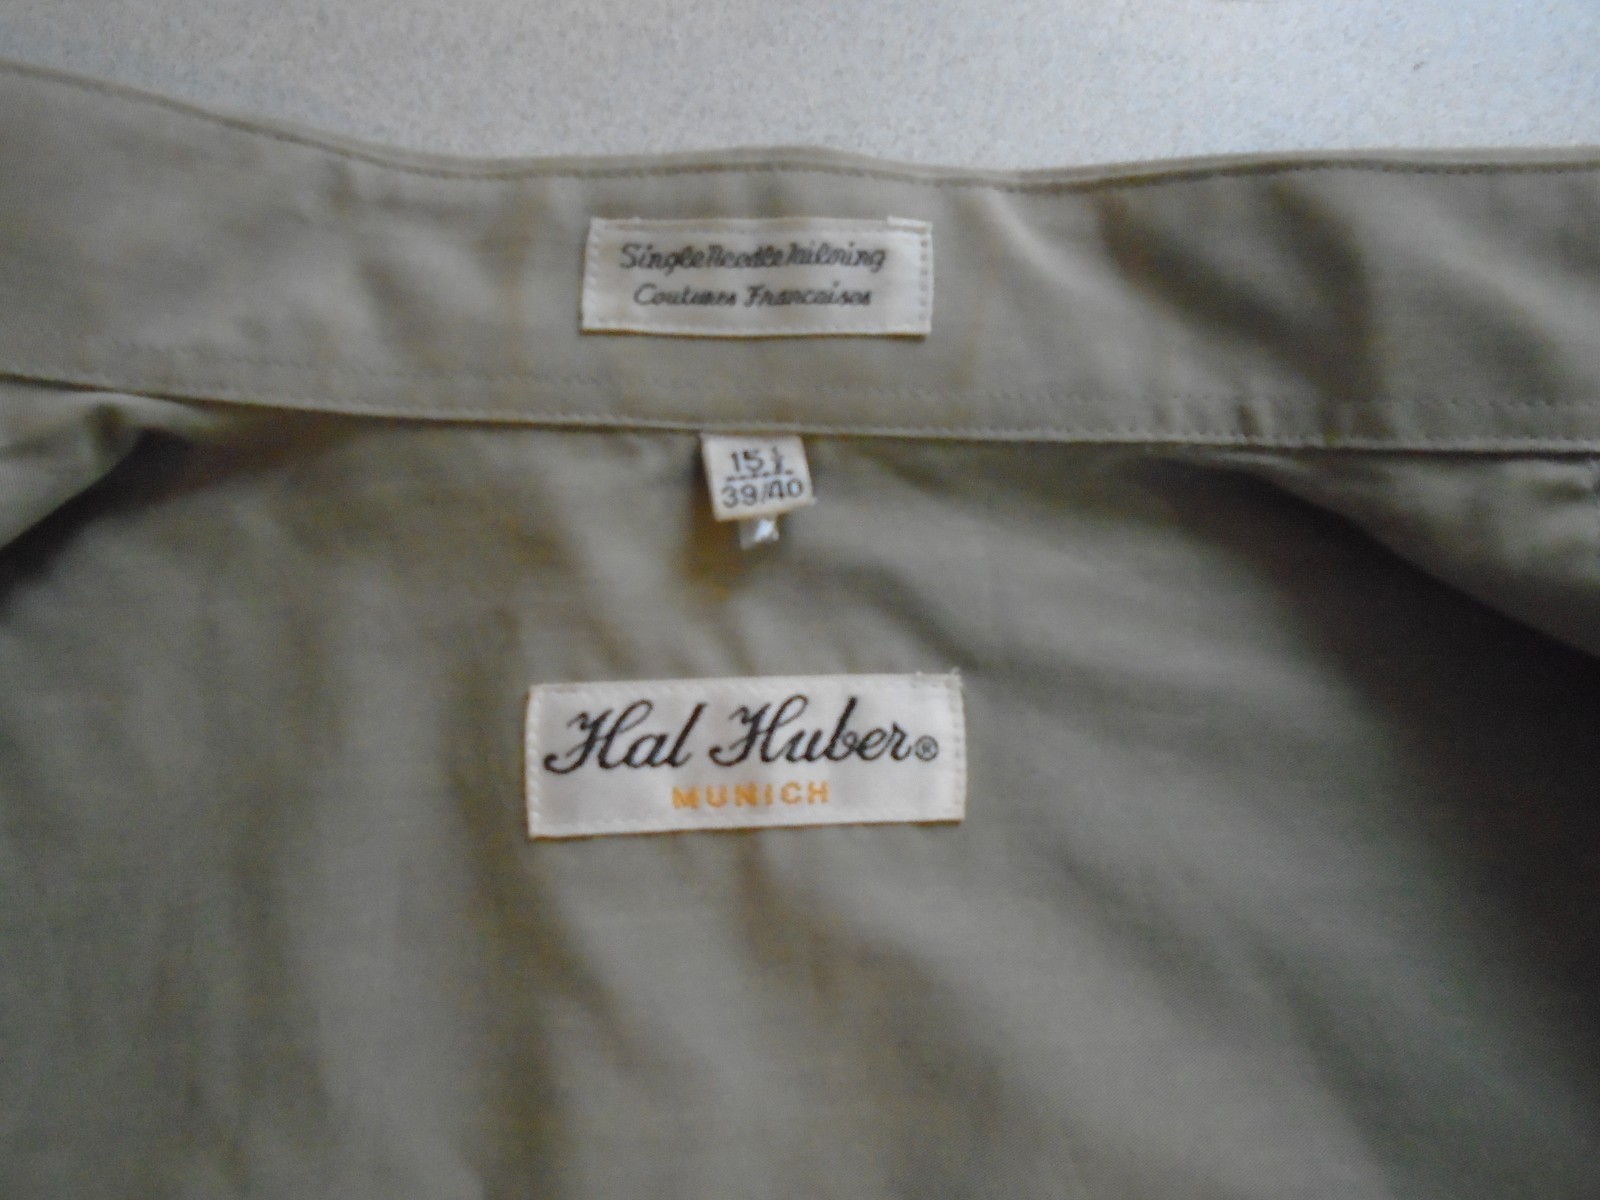 Single Needle Tailoring
Coutures Francaises
15½
39/40
Hal Huber®
MUNICH